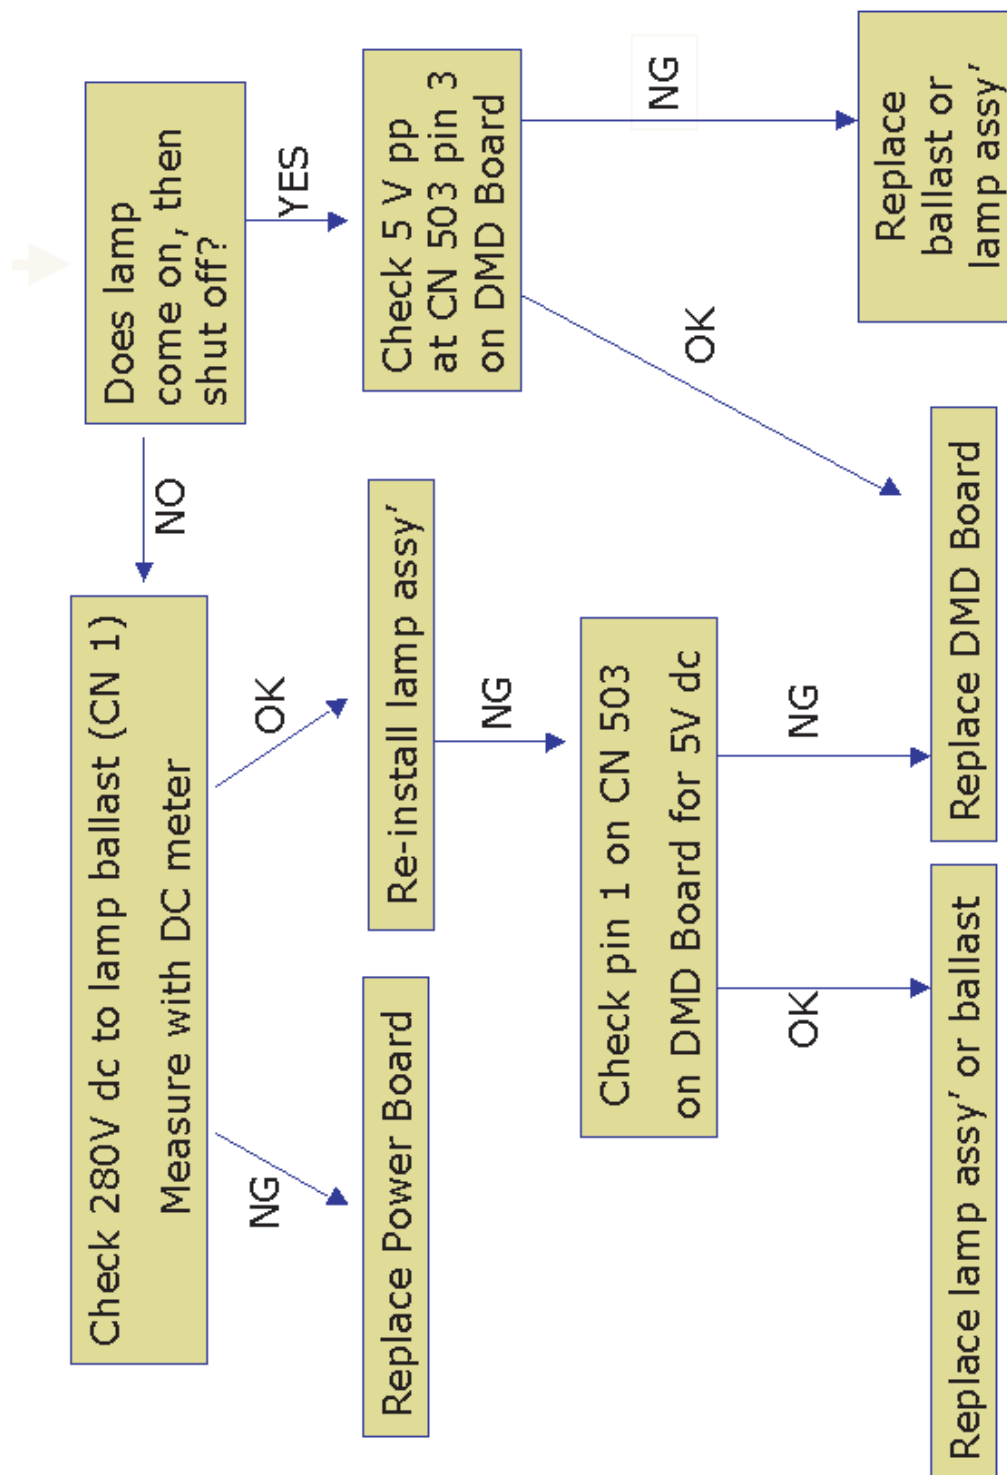 Does lamp
come on, then
shut off?
NO
YES
Check 280V dc to lamp ballast (CN 1)
Measure with DC meter
NG
OK
Check 5 V pp
at CN 503 pin 3
on DMD Board
OK
NG
Replace Power Board
Re-install lamp assy’
NG
Check pin 1 on CN 503
on DMD Board for 5V dc
OK
NG
Replace lamp assy’ or ballast
Replace DMD Board
Replace
ballast or
lamp assy’